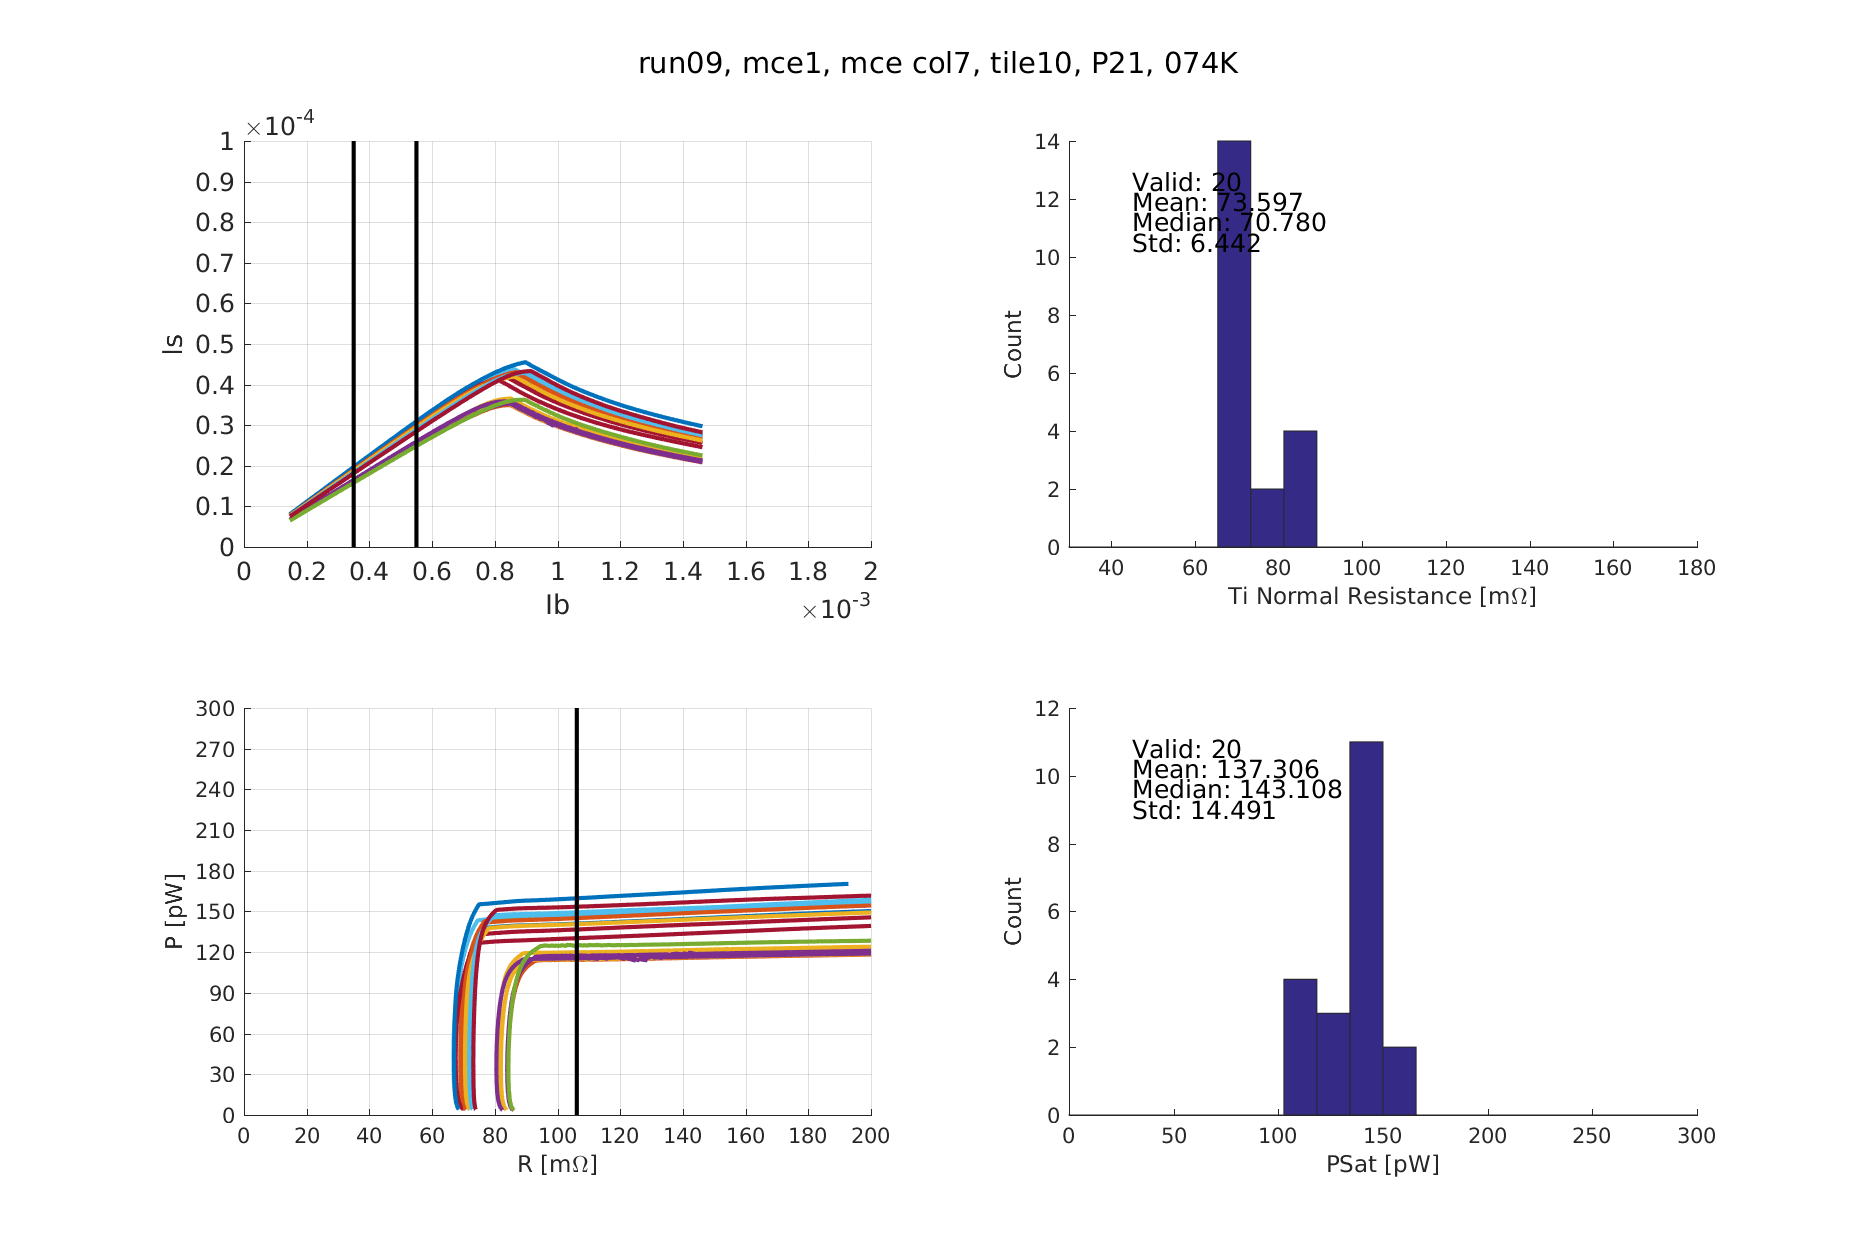 run09, mce1, mce col7, tile10, P21, 074K
×10-4
1
0.9
0.8
0.7
0.6
0.5
0.4
0.3
0.2
0.1
0
Is
0 0.2 0.4 0.6 0.8 1 1.2 1.4 1.6 1.8 2
Ib
×10-3
14
12
10
8
6
4
2
0
Count
Valid: 20
Mean: 73.597
Median: 70.780
Std: 6.442
40 60 80 100 120 140 160 180
Ti Normal Resistance [mΩ]
300
270
240
210
180
150
120
90
60
30
0
P [pW]
0 20 40 60 80 100 120 140 160 180 200
R [mΩ]
12
10
8
6
4
2
0
Count
Valid: 20
Mean: 137.306
Median: 143.108
Std: 14.491
0 50 100 150 200 250 300
PSat [pW]